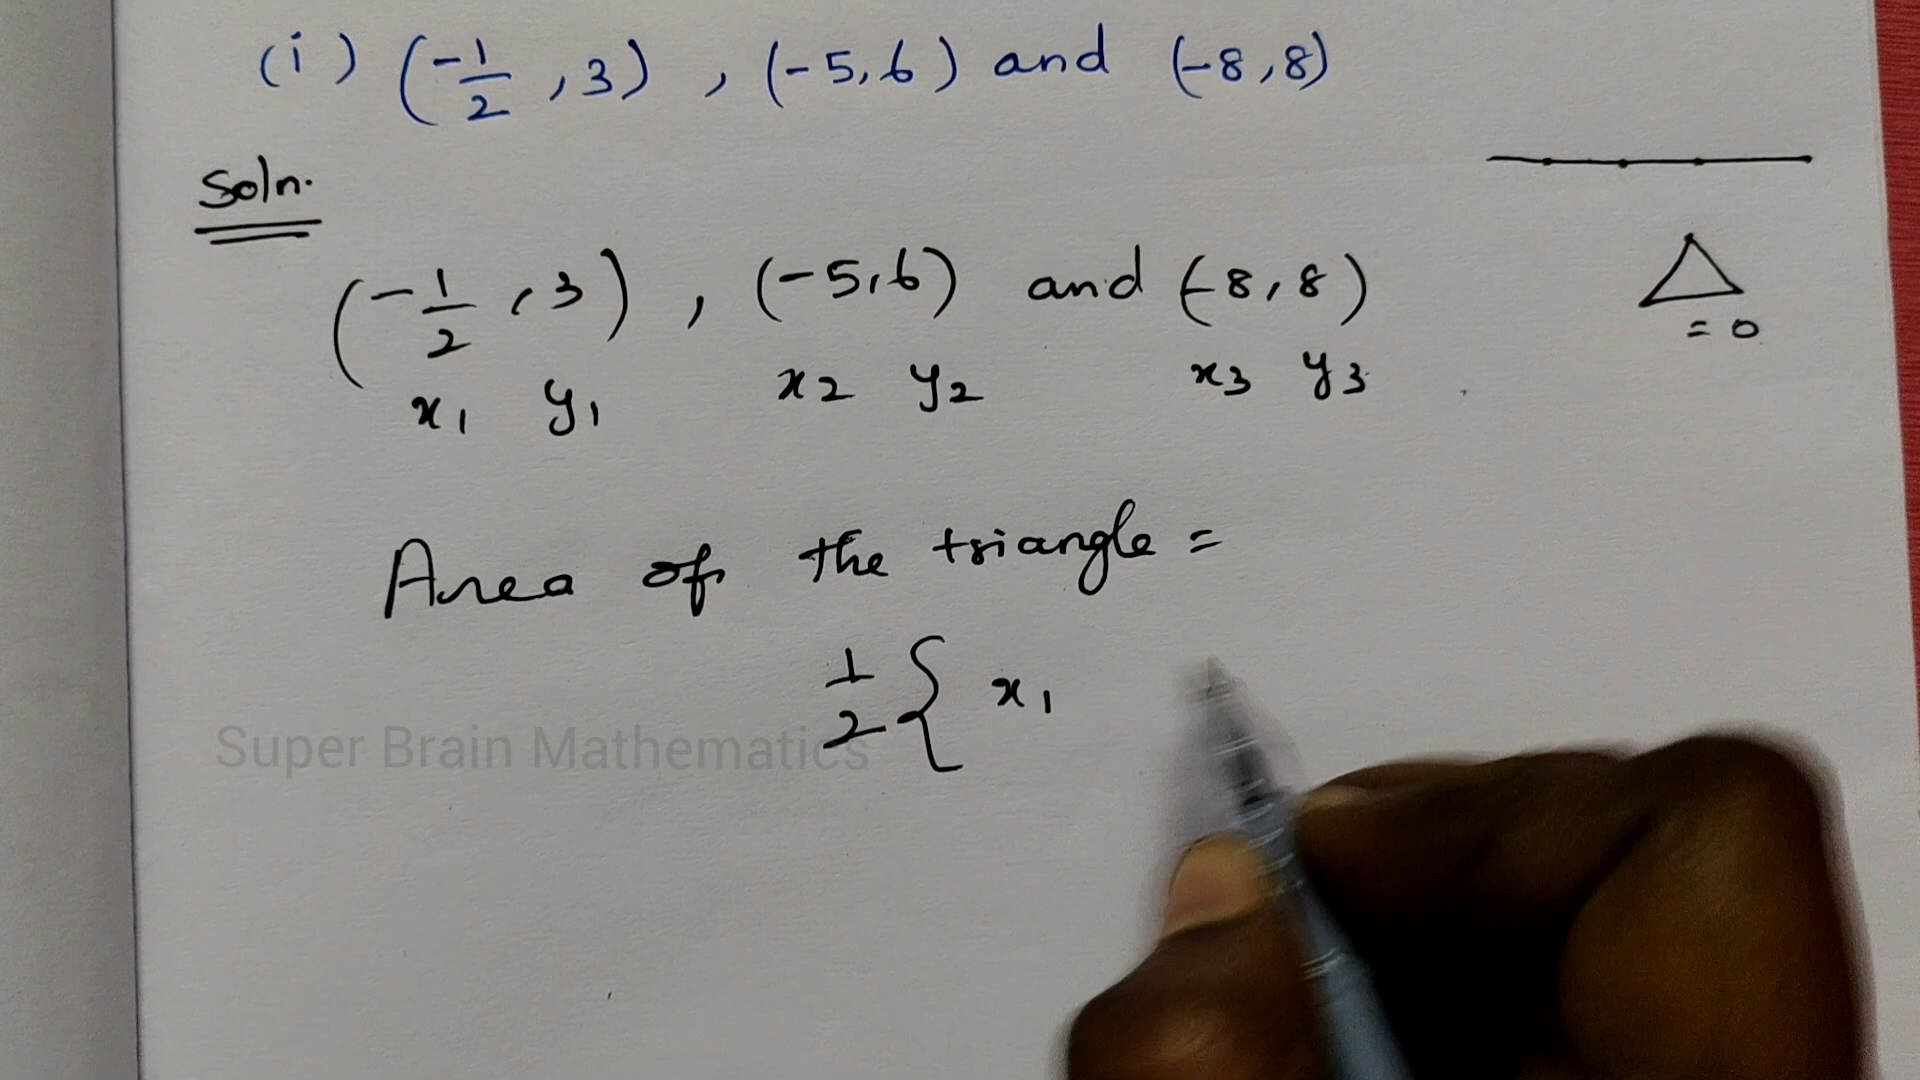 (i) (-1/2, 3), (-5, 6) and (-8, 8)
Soln.
(-1/2, 3), (-5, 6) and (-8, 8)
= 0
x1 y1 x2 y2 x3 y3
Area of the triangle =
1/2 { x1
Super Brain Mathematics